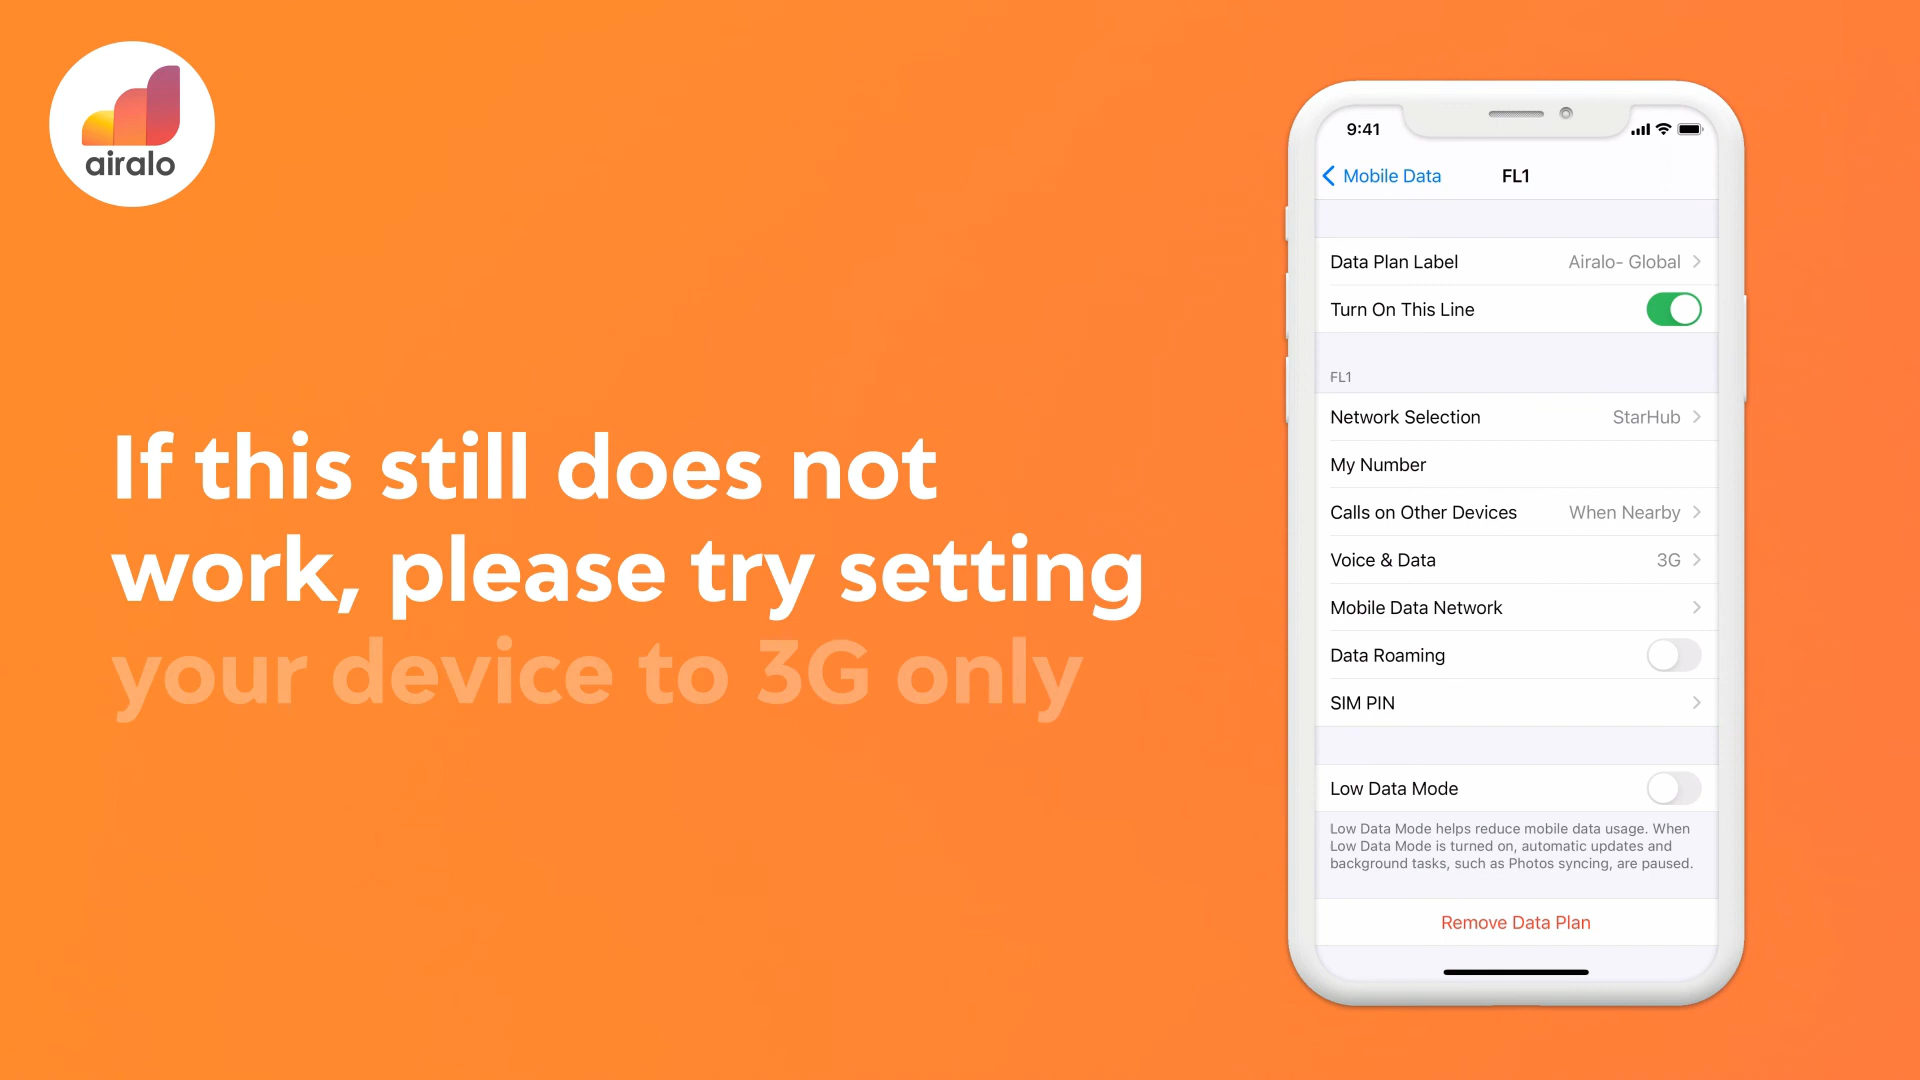 airalo
If this still does not
work, please try setting
your device to 3G only
9:41
Mobile Data
FL1
Data Plan Label
Airalo- Global
Turn On This Line
FL1
Network Selection
StarHub
My Number
Calls on Other Devices
When Nearby
Voice & Data
3G
Mobile Data Network
Data Roaming
SIM PIN
Low Data Mode
Low Data Mode helps reduce mobile data usage. When
Low Data Mode is turned on, automatic updates and
background tasks, such as Photos syncing, are paused.
Remove Data Plan